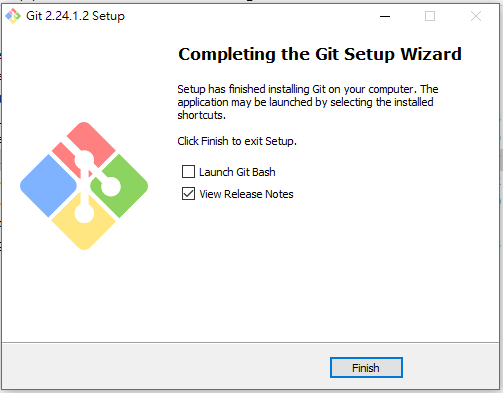 Git 2.24.1.2 Setup
Completing the Git Setup Wizard
Setup has finished installing Git on your computer. The
application may be launched by selecting the installed
shortcuts.
Click Finish to exit Setup.
Launch Git Bash
View Release Notes
Finish